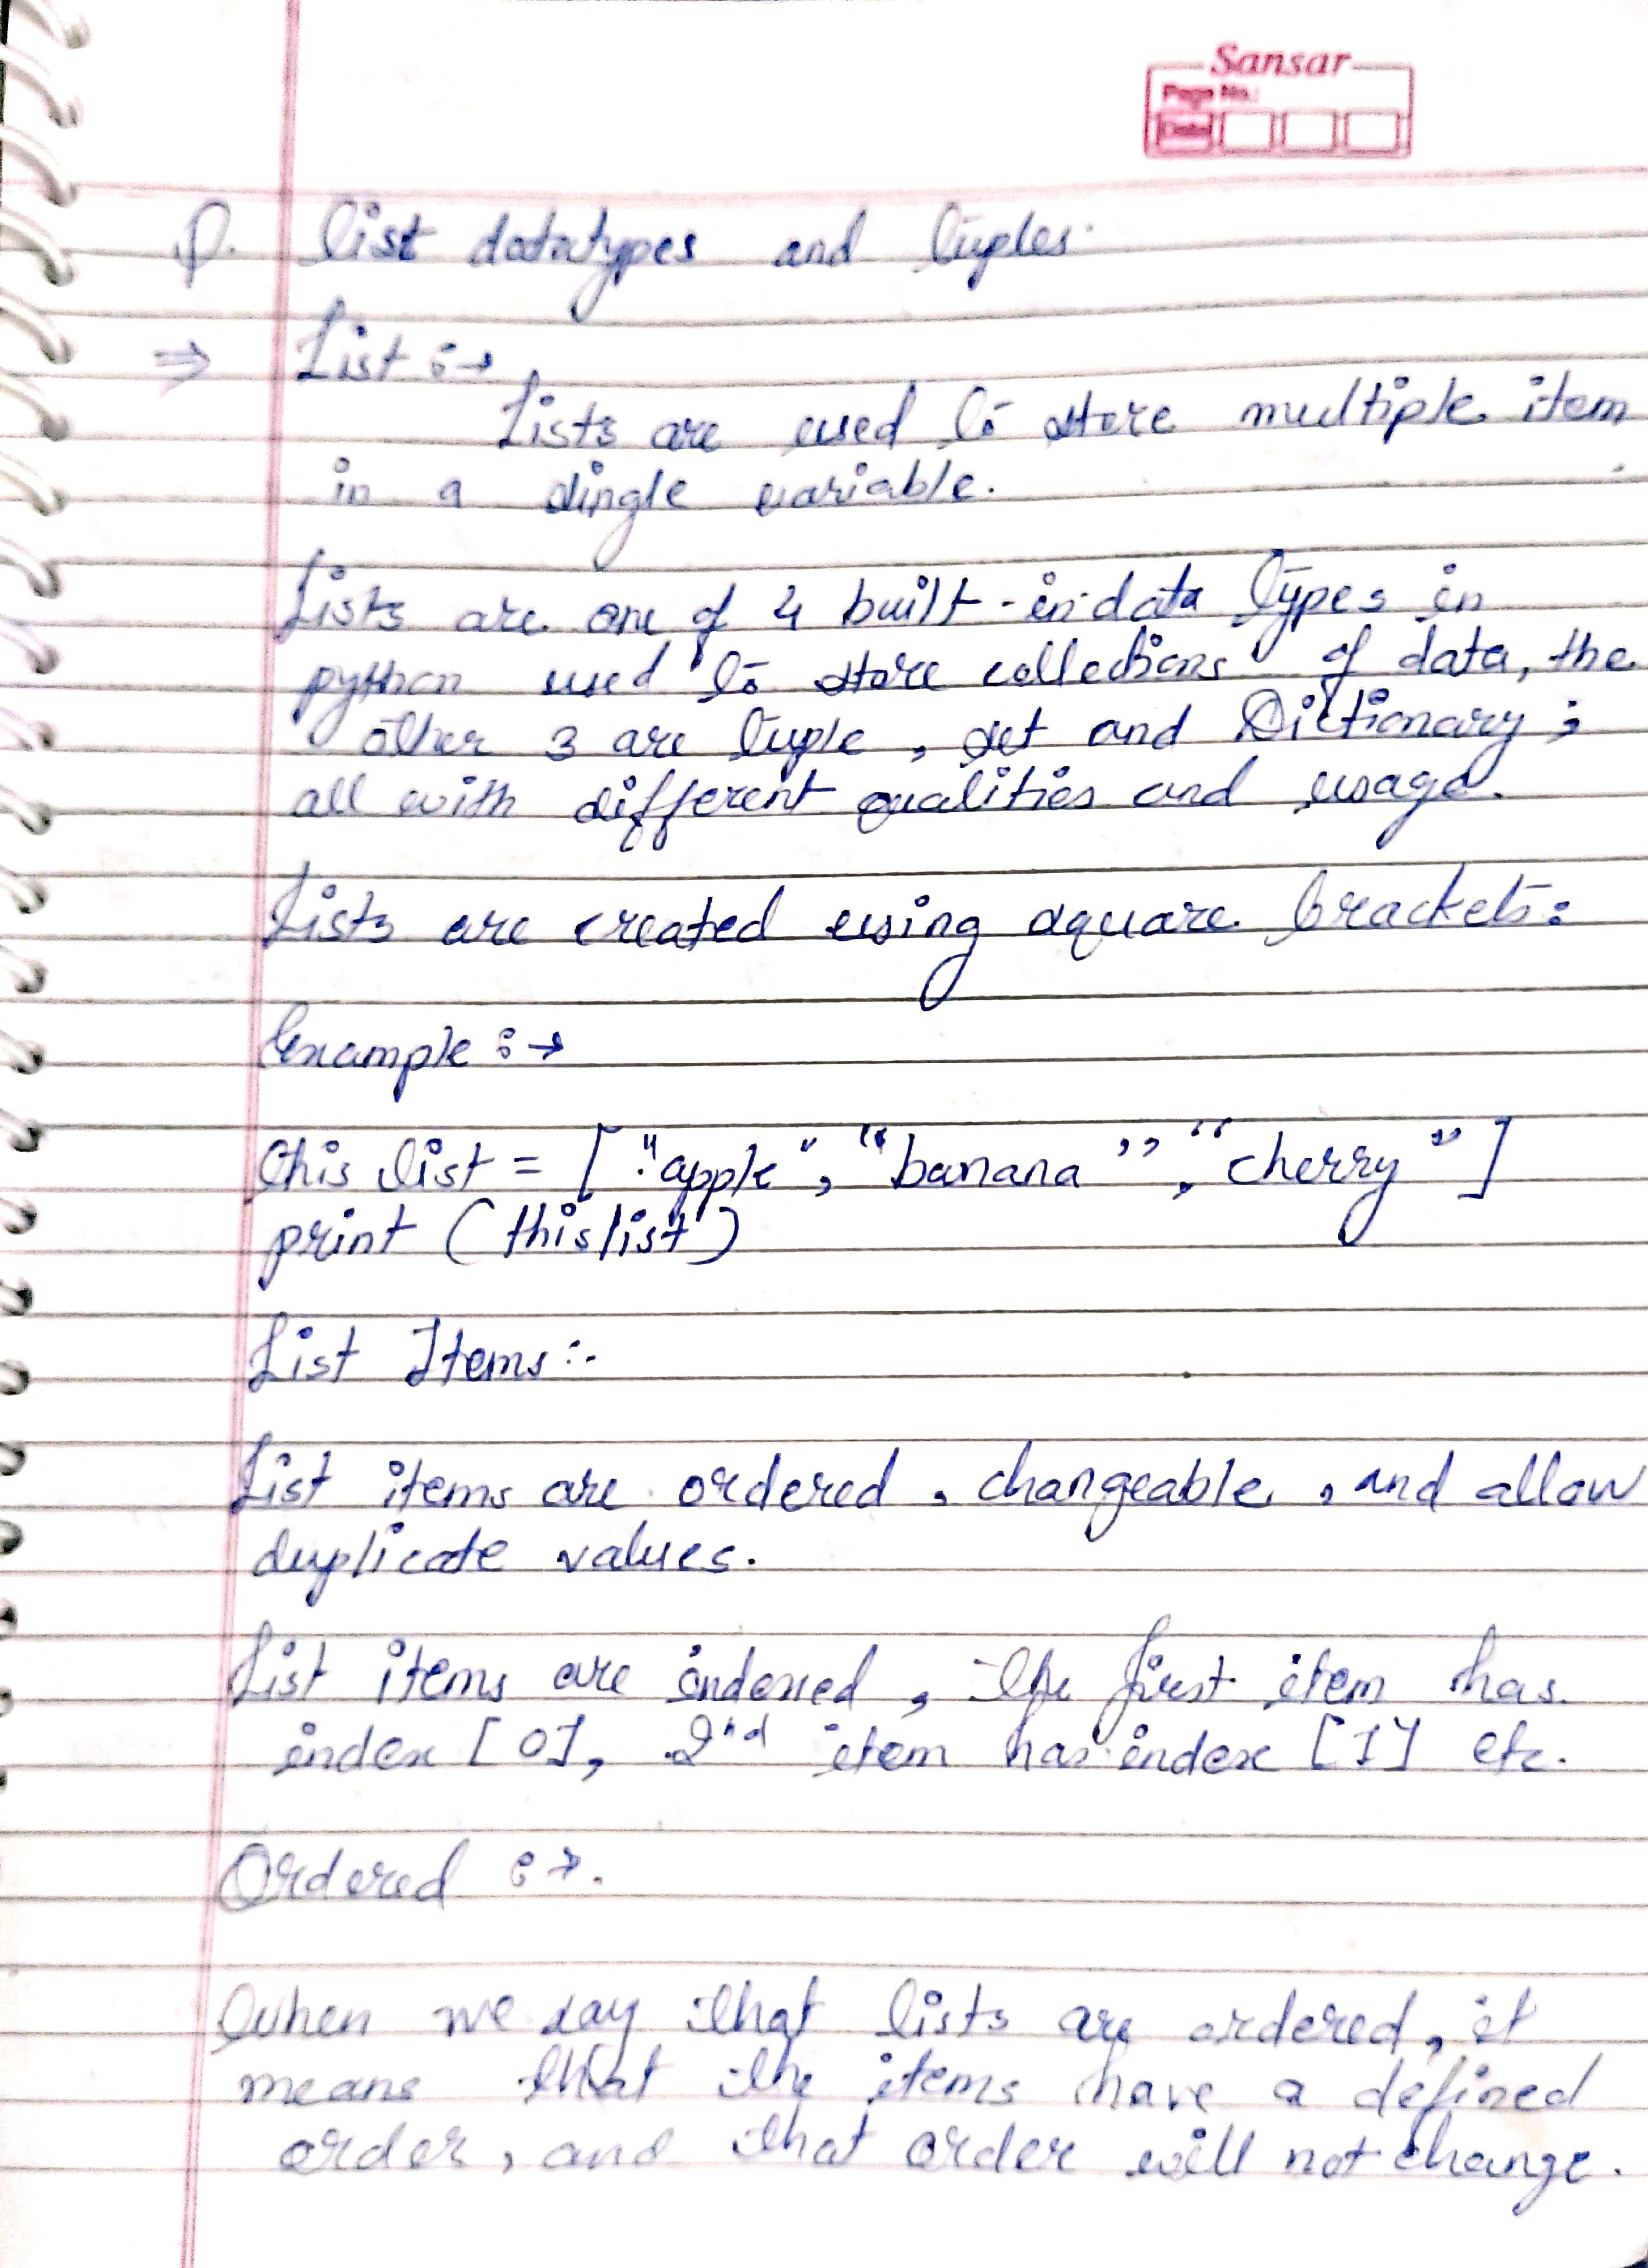 Sansar
Page No.:
Date
Q. List datatypes and tuples.
⇒ List :→
Lists are used to store multiple item
in a single variable.
Lists are one of 4 built-in data types in
python used to store collections of data, the
other 3 are tuple, set and Dictionary;
all with different qualities and usage.
Lists are created using square brackets:
Example :→
this list = ["apple", "banana", "cherry"]
print (thislist)
List Items :-
List items are ordered, changeable, and allow
duplicate values.
List items are indexed, the first item has
index [0], 2nd item has index [1] etc.
Ordered :→.
When we say that lists are ordered, it
means that the items have a defined
order, and that order will not change.